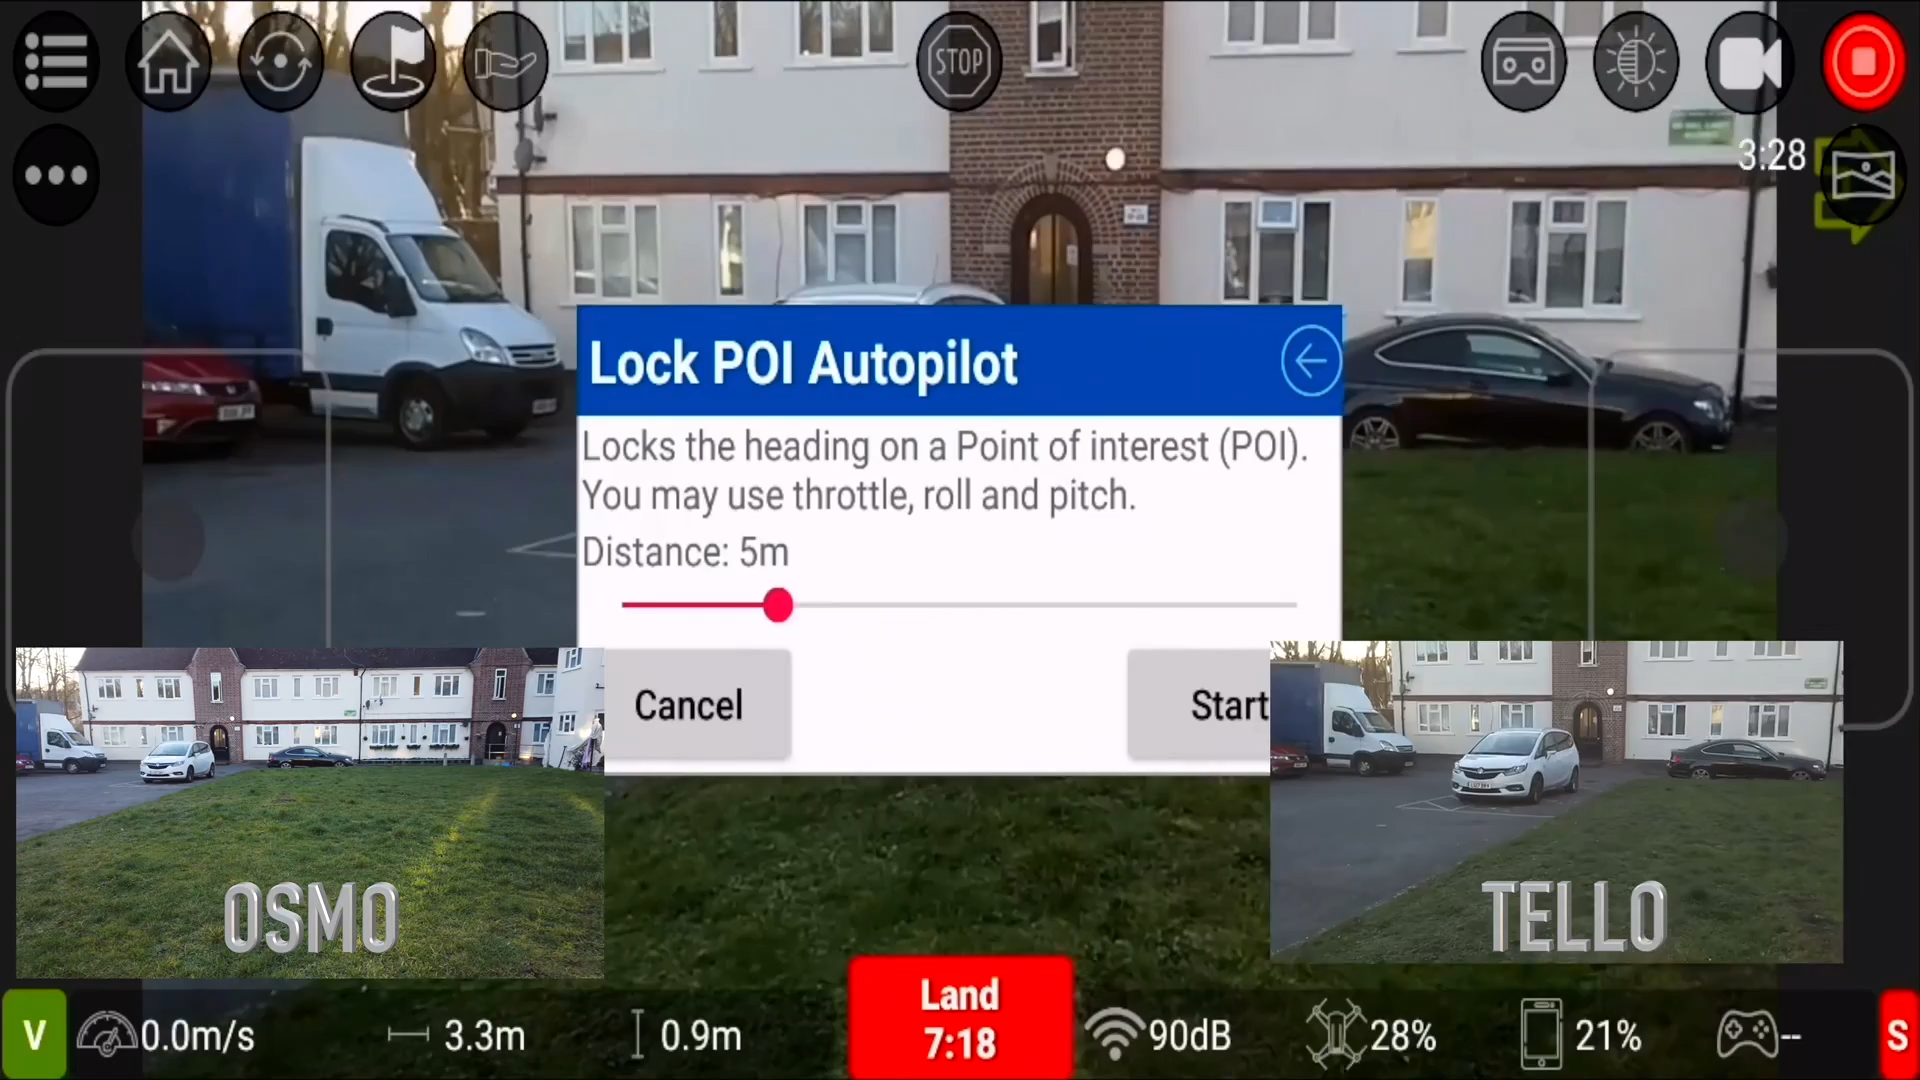 STOP
3:28
Lock POI Autopilot
Locks the heading on a Point of interest (POI).
You may use throttle, roll and pitch.
Distance: 5m
Cancel
Start
OSMO
TELLO
V
0.0m/s
3.3m
0.9m
Land
7:18
90dB
28%
21%
--
S